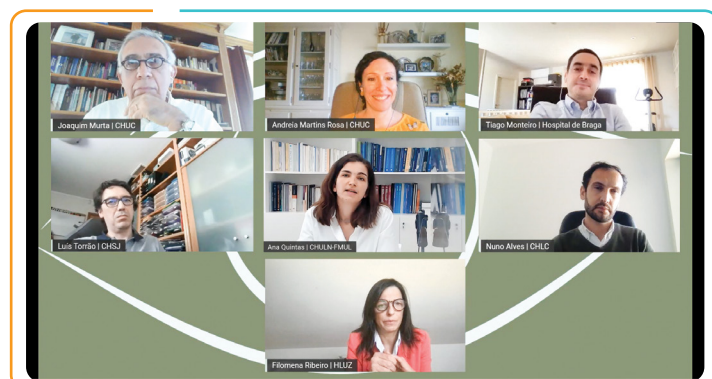 Joaquim Murta | CHUC
Andreia Martins Rosa | CHUC
Tiago Monteiro | Hospital de Braga
Luís Torrão | CHSJ
Ana Quintas | CHULN-FMUL
Nuno Alves | CHLC
Filomena Ribeiro | HLUZ